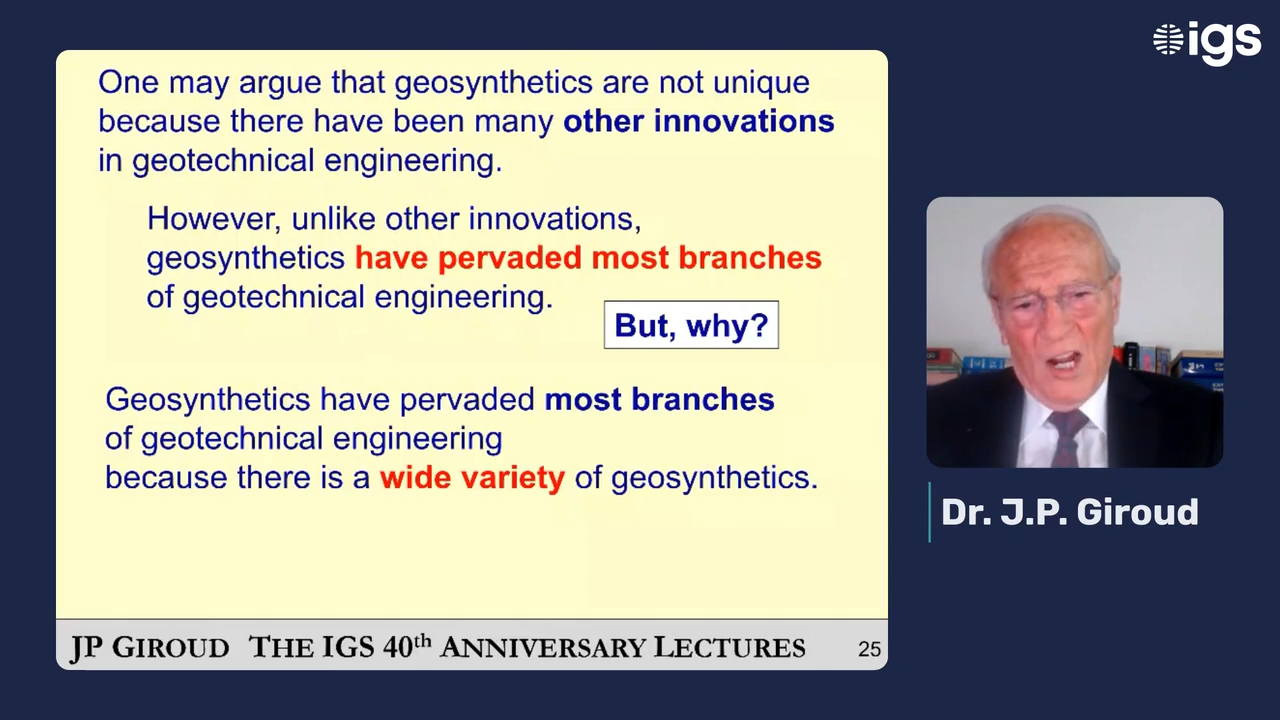 igs
One may argue that geosynthetics are not unique
because there have been many other innovations
in geotechnical engineering.
However, unlike other innovations,
geosynthetics have pervaded most branches
of geotechnical engineering.
But, why?
Geosynthetics have pervaded most branches
of geotechnical engineering
because there is a wide variety of geosynthetics.
JP GIROUD THE IGS 40th ANNIVERSARY LECTURES 25
Dr. J.P. Giroud